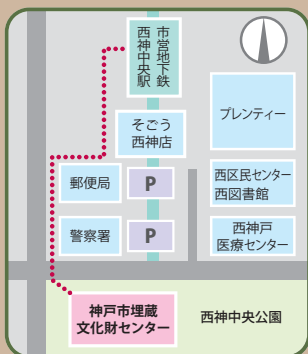 市営地下鉄
西神中央駅
そごう
西神店
プレンティー
郵便局
P
西区民センター
西図書館
警察署
P
西神戸
医療センター
神戸市埋蔵
文化財センター
西神中央公園